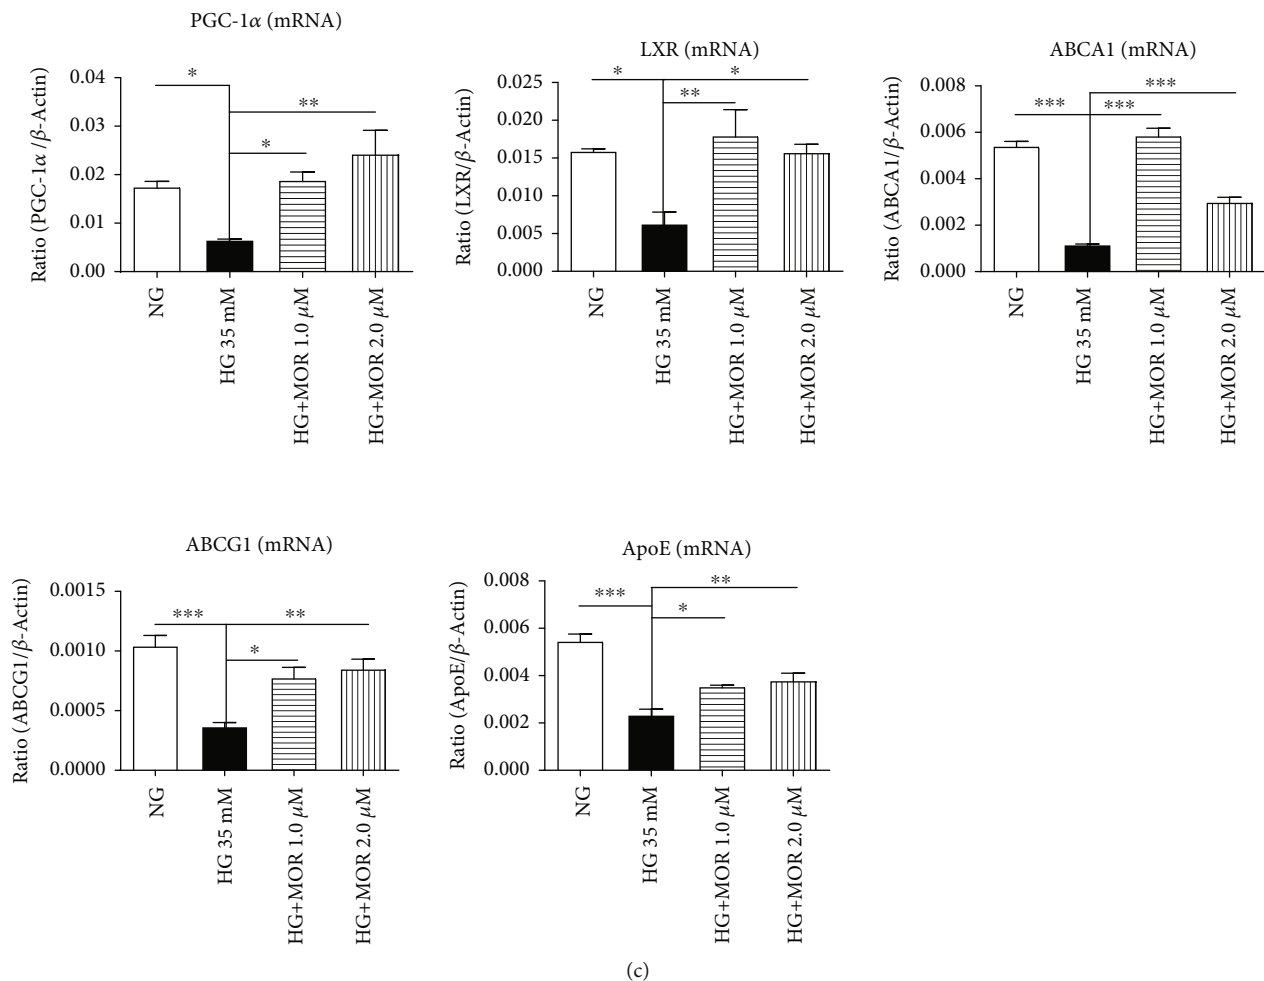 PGC-1α (mRNA)
Ratio (PGC-1α/β-Actin)
0.04
0.03
0.02
0.01
0.00
*
**
*
NG
HG 35 mM
HG+MOR 1.0 μM
HG+MOR 2.0 μM
LXR (mRNA)
Ratio (LXR/β-Actin)
0.025
0.020
0.015
0.010
0.005
0.000
*
*
**
NG
HG 35 mM
HG+MOR 1.0 μM
HG+MOR 2.0 μM
ABCA1 (mRNA)
Ratio (ABCA1/β-Actin)
0.008
0.006
0.004
0.002
0.000
***
***
***
NG
HG 35 mM
HG+MOR 1.0 μM
HG+MOR 2.0 μM
ABCG1 (mRNA)
Ratio (ABCG1/β-Actin)
0.0015
0.0010
0.0005
0.0000
***
**
*
NG
HG 35 mM
HG+MOR 1.0 μM
HG+MOR 2.0 μM
ApoE (mRNA)
Ratio (ApoE/β-Actin)
0.008
0.006
0.004
0.002
0.000
**
***
*
NG
HG 35 mM
HG+MOR 1.0 μM
HG+MOR 2.0 μM
(c)